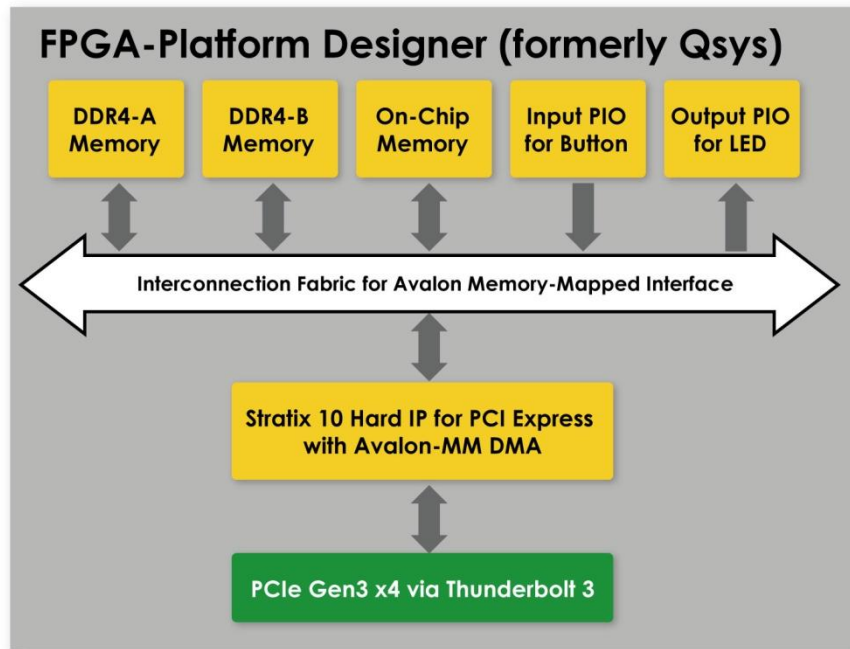 FPGA-Platform Designer (formerly Qsys)
DDR4-A
Memory
DDR4-B
Memory
On-Chip
Memory
Input PIO
for Button
Output PIO
for LED
Interconnection Fabric for Avalon Memory-Mapped Interface
Stratix 10 Hard IP for PCI Express
with Avalon-MM DMA
PCIe Gen3 x4 via Thunderbolt 3